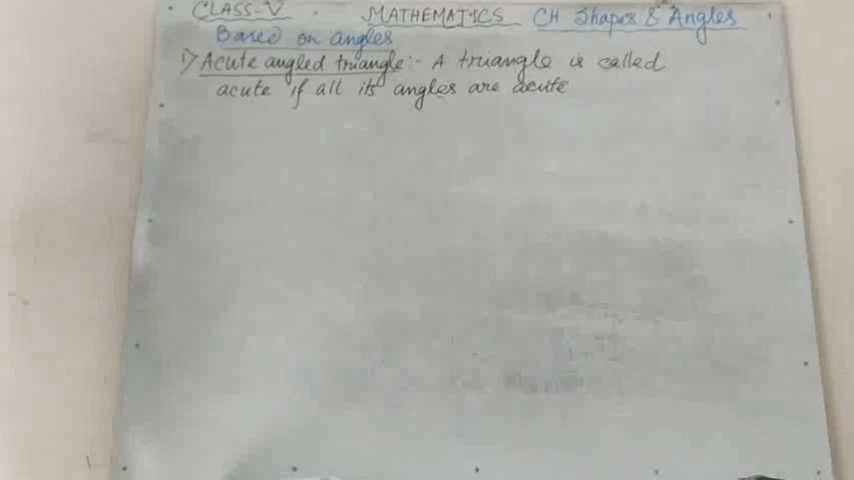 CLASS-V . MATHEMATICS CH Shapes & Angles
Based on angles
1) Acute angled triangle:- A triangle is called
acute if all its angles are acute